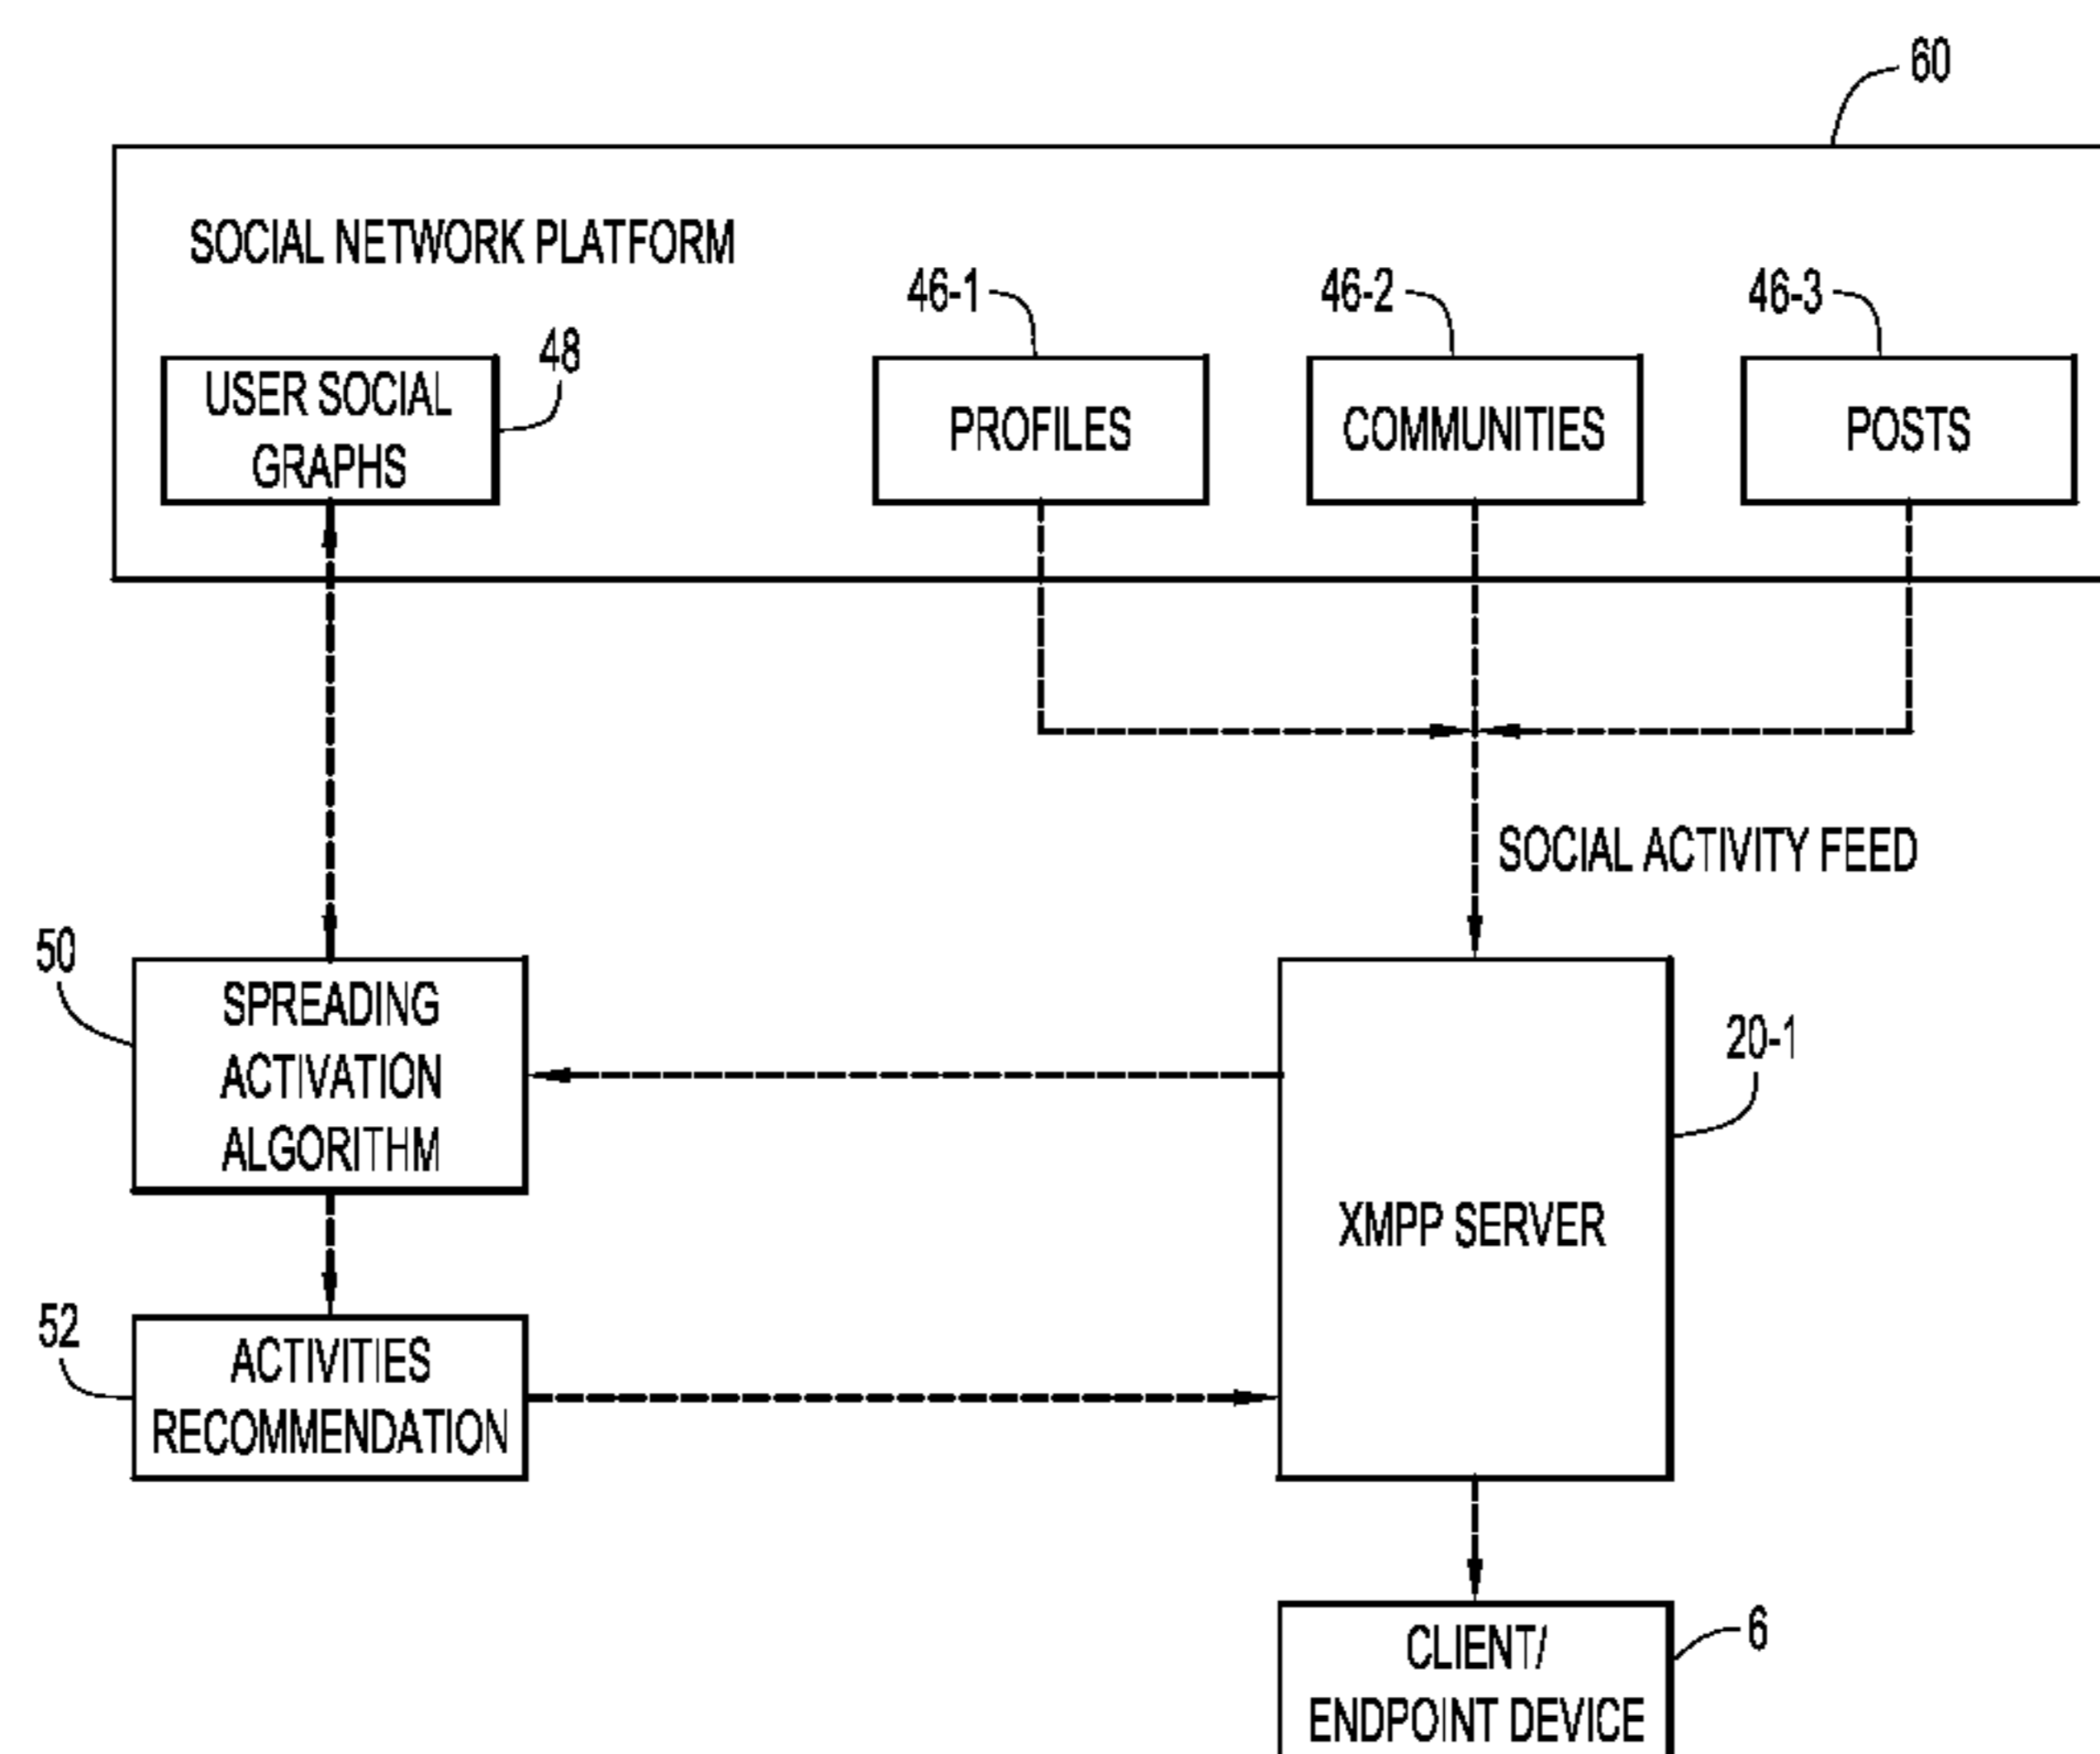 60
SOCIAL NETWORK PLATFORM
46-1
46-2
46-3
48
USER SOCIAL
GRAPHS
PROFILES
COMMUNITIES
POSTS
SOCIAL ACTIVITY FEED
50
SPREADING
ACTIVATION
ALGORITHM
20-1
XMPP SERVER
52
ACTIVITIES
RECOMMENDATION
6
CLIENT/
ENDPOINT DEVICE